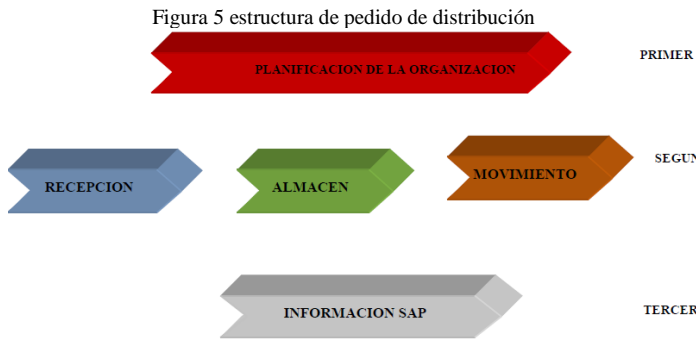 Figura 5 estructura de pedido de distribución
PLANIFICACION DE LA ORGANIZACION
PRIMER
RECEPCION
ALMACEN
MOVIMIENTO
SEGUN
INFORMACION SAP
TERCER